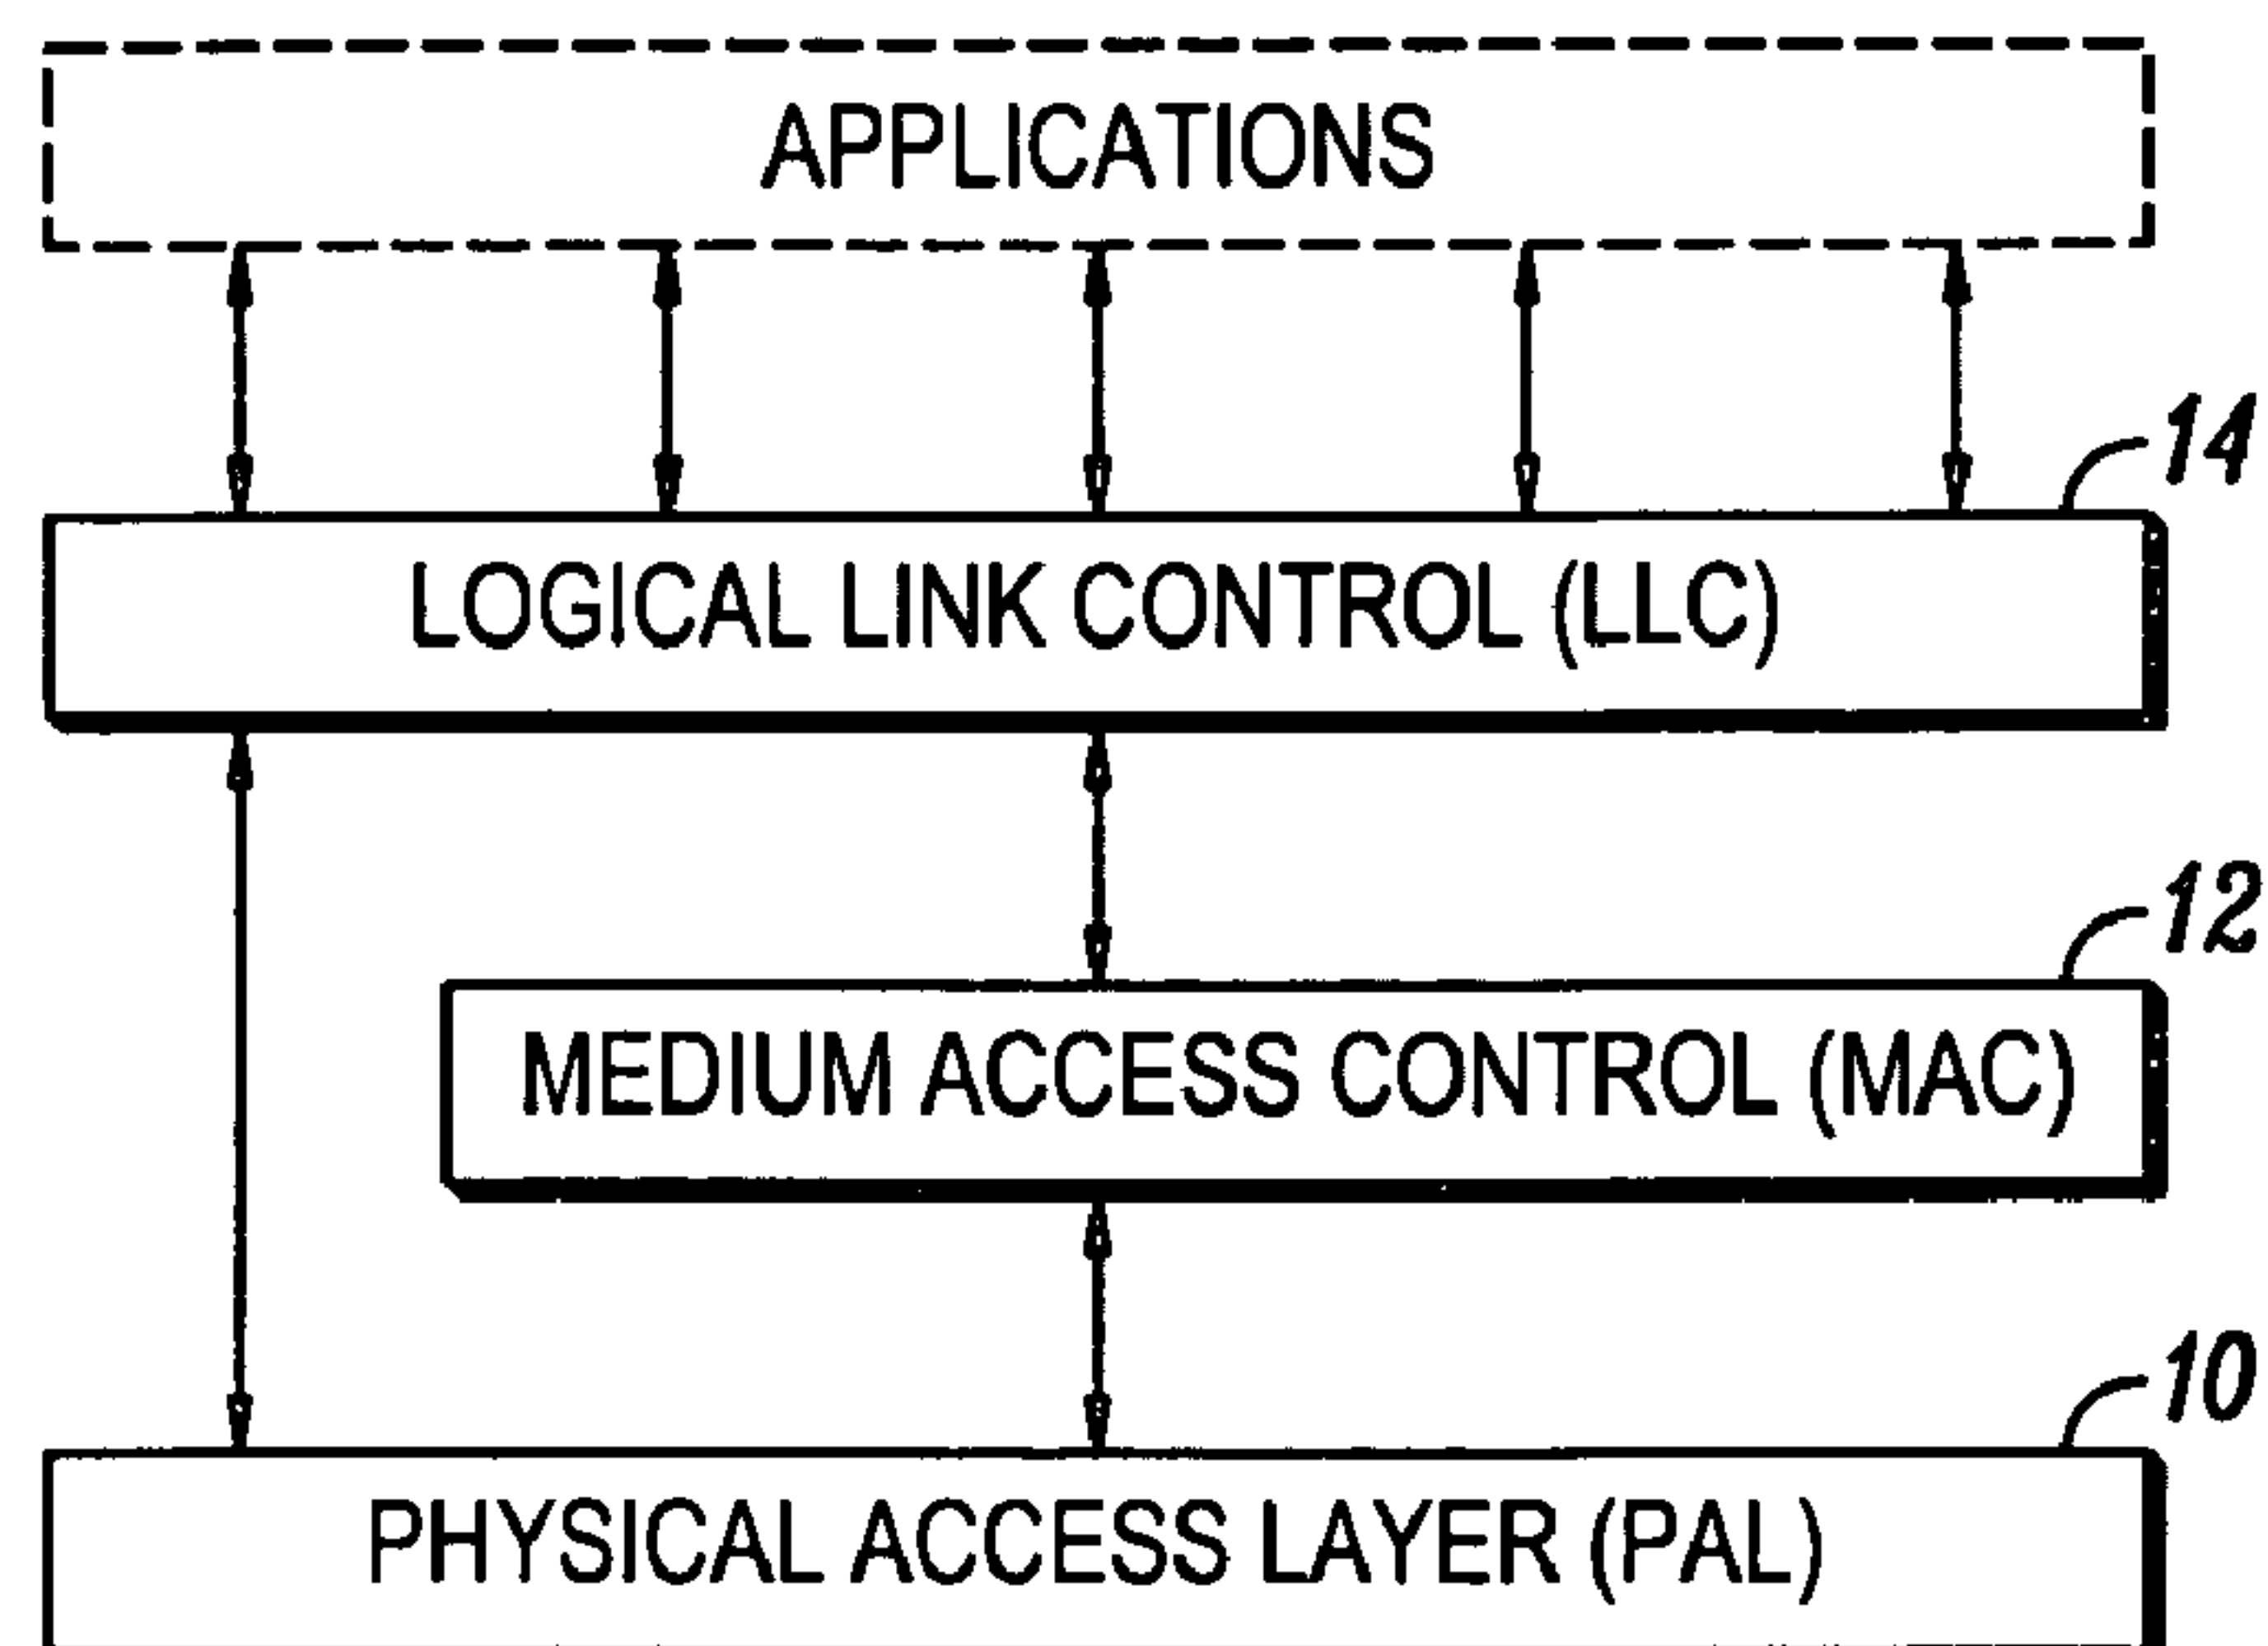 APPLICATIONS
14
LOGICAL LINK CONTROL (LLC)
12
MEDIUM ACCESS CONTROL (MAC)
10
PHYSICAL ACCESS LAYER (PAL)